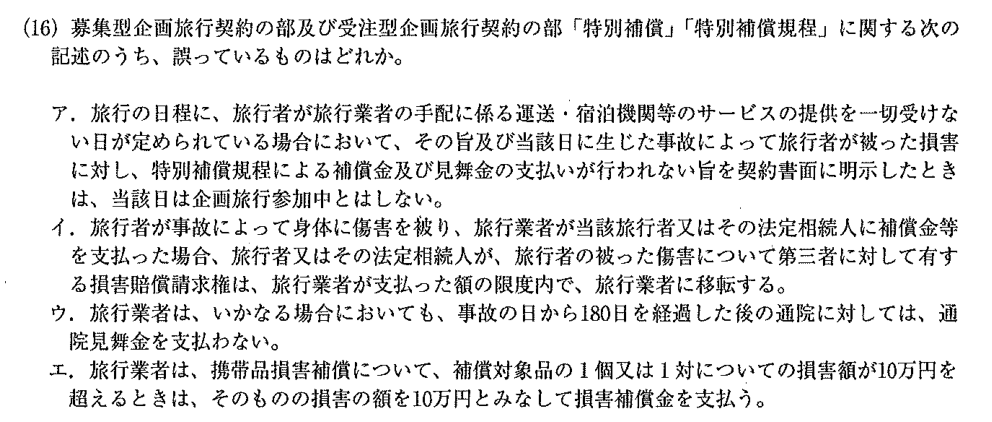 (16) 募集型企画旅行契約の部及び受注型企画旅行契約の部「特別補償」「特別補償規程」に関する次の
記述のうち、誤っているものはどれか。
ア．旅行の日程に、旅行者が旅行業者の手配に係る運送・宿泊機関等のサービスの提供を一切受けな
い日が定められている場合において、その旨及び当該日に生じた事故によって旅行者が被った損害
に対し、特別補償規程による補償金及び見舞金の支払いが行われない旨を契約書面に明示したとき
は、当該日は企画旅行参加中とはしない。
イ．旅行者が事故によって身体に傷害を被り、旅行業者が当該旅行者又はその法定相続人に補償金等
を支払った場合、旅行者又はその法定相続人が、旅行者の被った傷害について第三者に対して有す
る損害賠償請求権は、旅行業者が支払った額の限度内で、旅行業者に移転する。
ウ．旅行業者は、いかなる場合においても、事故の日から180日を経過した後の通院に対しては、通
院見舞金を支払わない。
エ．旅行業者は、携帯品損害補償について、補償対象品の１個又は１対についての損害額が10万円を
超えるときは、そのものの損害の額を10万円とみなして損害補償金を支払う。